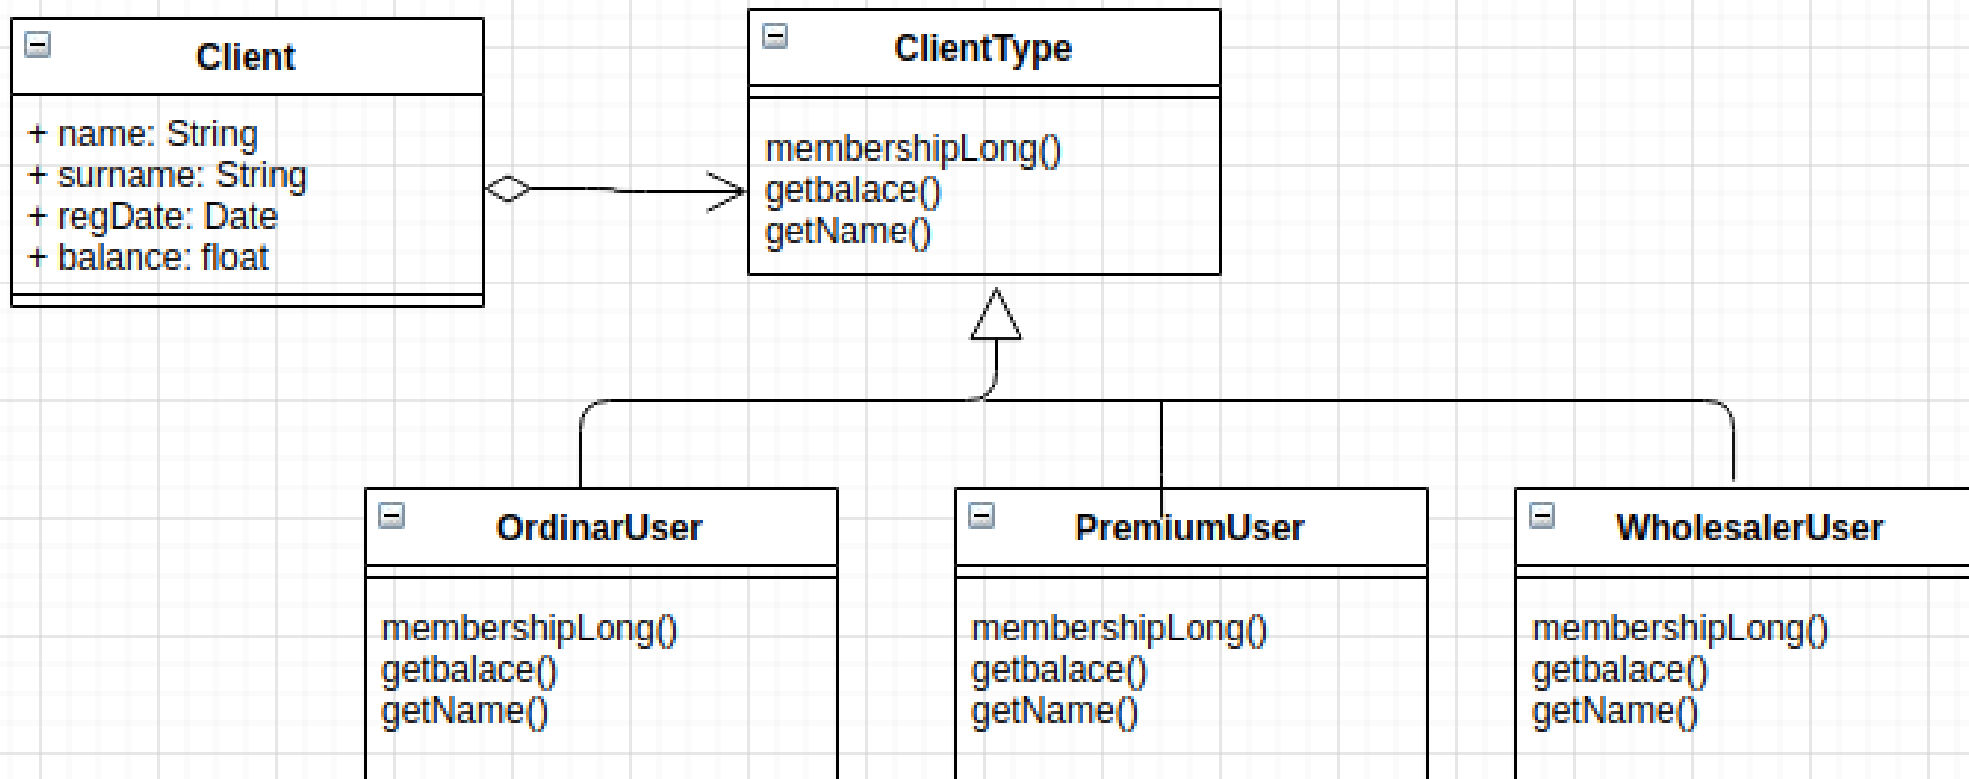 Client
+ name: String
+ surname: String
+ regDate: Date
+ balance: float
ClientType
membershipLong()
getbalace()
getName()
OrdinarUser
membershipLong()
getbalace()
getName()
PremiumUser
membershipLong()
getbalace()
getName()
WholesalerUser
membershipLong()
getbalace()
getName()